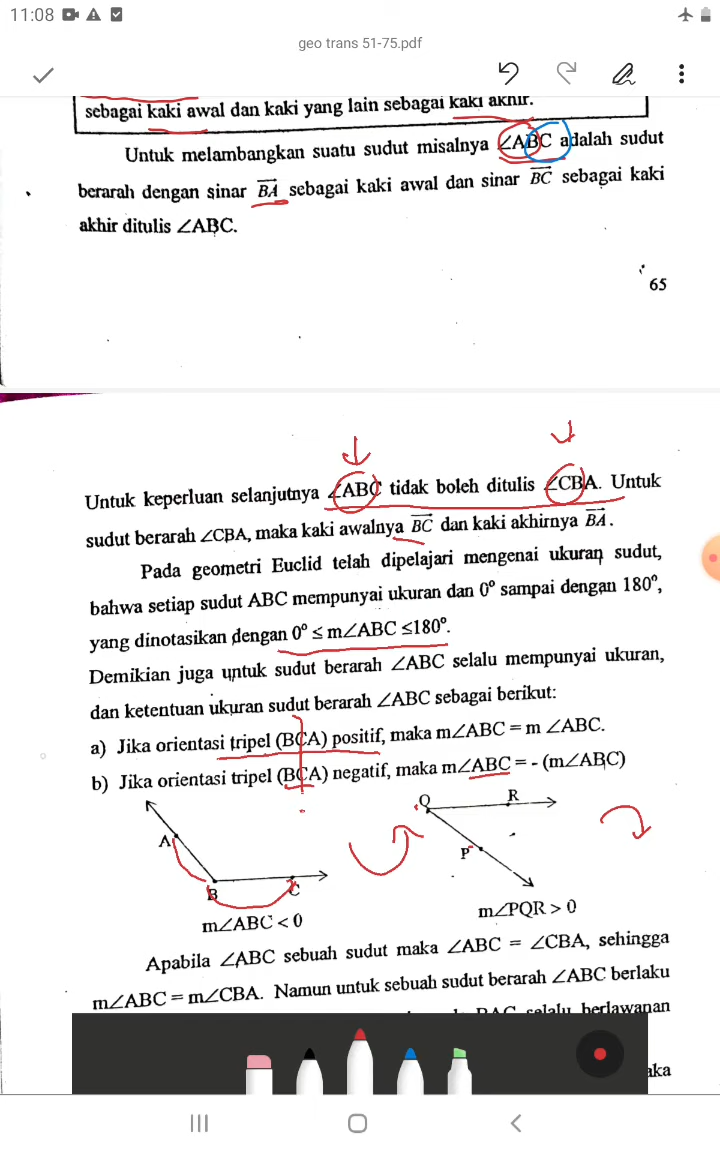 11:08
geo trans 51-75.pdf
sebagai kaki awal dan kaki yang lain sebagai kaki akhir.
Untuk melambangkan suatu sudut misalnya ∠ABC adalah sudut
berarah dengan sinar BA sebagai kaki awal dan sinar BC sebagai kaki
akhir ditulis ∠ABC.
65
Untuk keperluan selanjutnya ∠ABC tidak boleh ditulis ∠CBA. Untuk
sudut berarah ∠CBA, maka kaki awalnya BC dan kaki akhirnya BA.
Pada geometri Euclid telah dipelajari mengenai ukuran sudut,
bahwa setiap sudut ABC mempunyai ukuran dan 0° sampai dengan 180°,
yang dinotasikan dengan 0° ≤ m∠ABC ≤180°.
Demikian juga untuk sudut berarah ∠ABC selalu mempunyai ukuran,
dan ketentuan ukuran sudut berarah ∠ABC sebagai berikut:
a) Jika orientasi tripel (BCA) positif, maka m∠ABC = m ∠ABC.
b) Jika orientasi tripel (BCA) negatif, maka m∠ABC = - (m∠ABC)
A B C Q R P
m∠ABC < 0 m∠PQR > 0
Apabila ∠ABC sebuah sudut maka ∠ABC = ∠CBA, sehingga
m∠ABC = m∠CBA. Namun untuk sebuah sudut berarah ∠ABC berlaku
selalu berlawanan